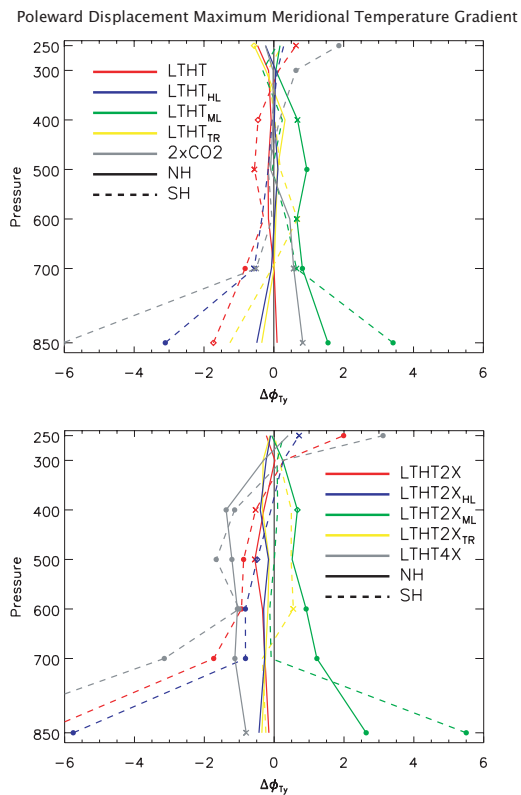 Poleward Displacement Maximum Meridional Temperature Gradient
250
300
400
500
600
700
850
Pressure
LTHT
LTHT_HL
LTHT_ML
LTHT_TR
2xCO2
NH
SH
-6 -4 -2 0 2 4 6
Δϕ_Ty
250
300
400
500
600
700
850
Pressure
LTHT2X
LTHT2X_HL
LTHT2X_ML
LTHT2X_TR
LTHT4X
NH
SH
-6 -4 -2 0 2 4 6
Δϕ_Ty